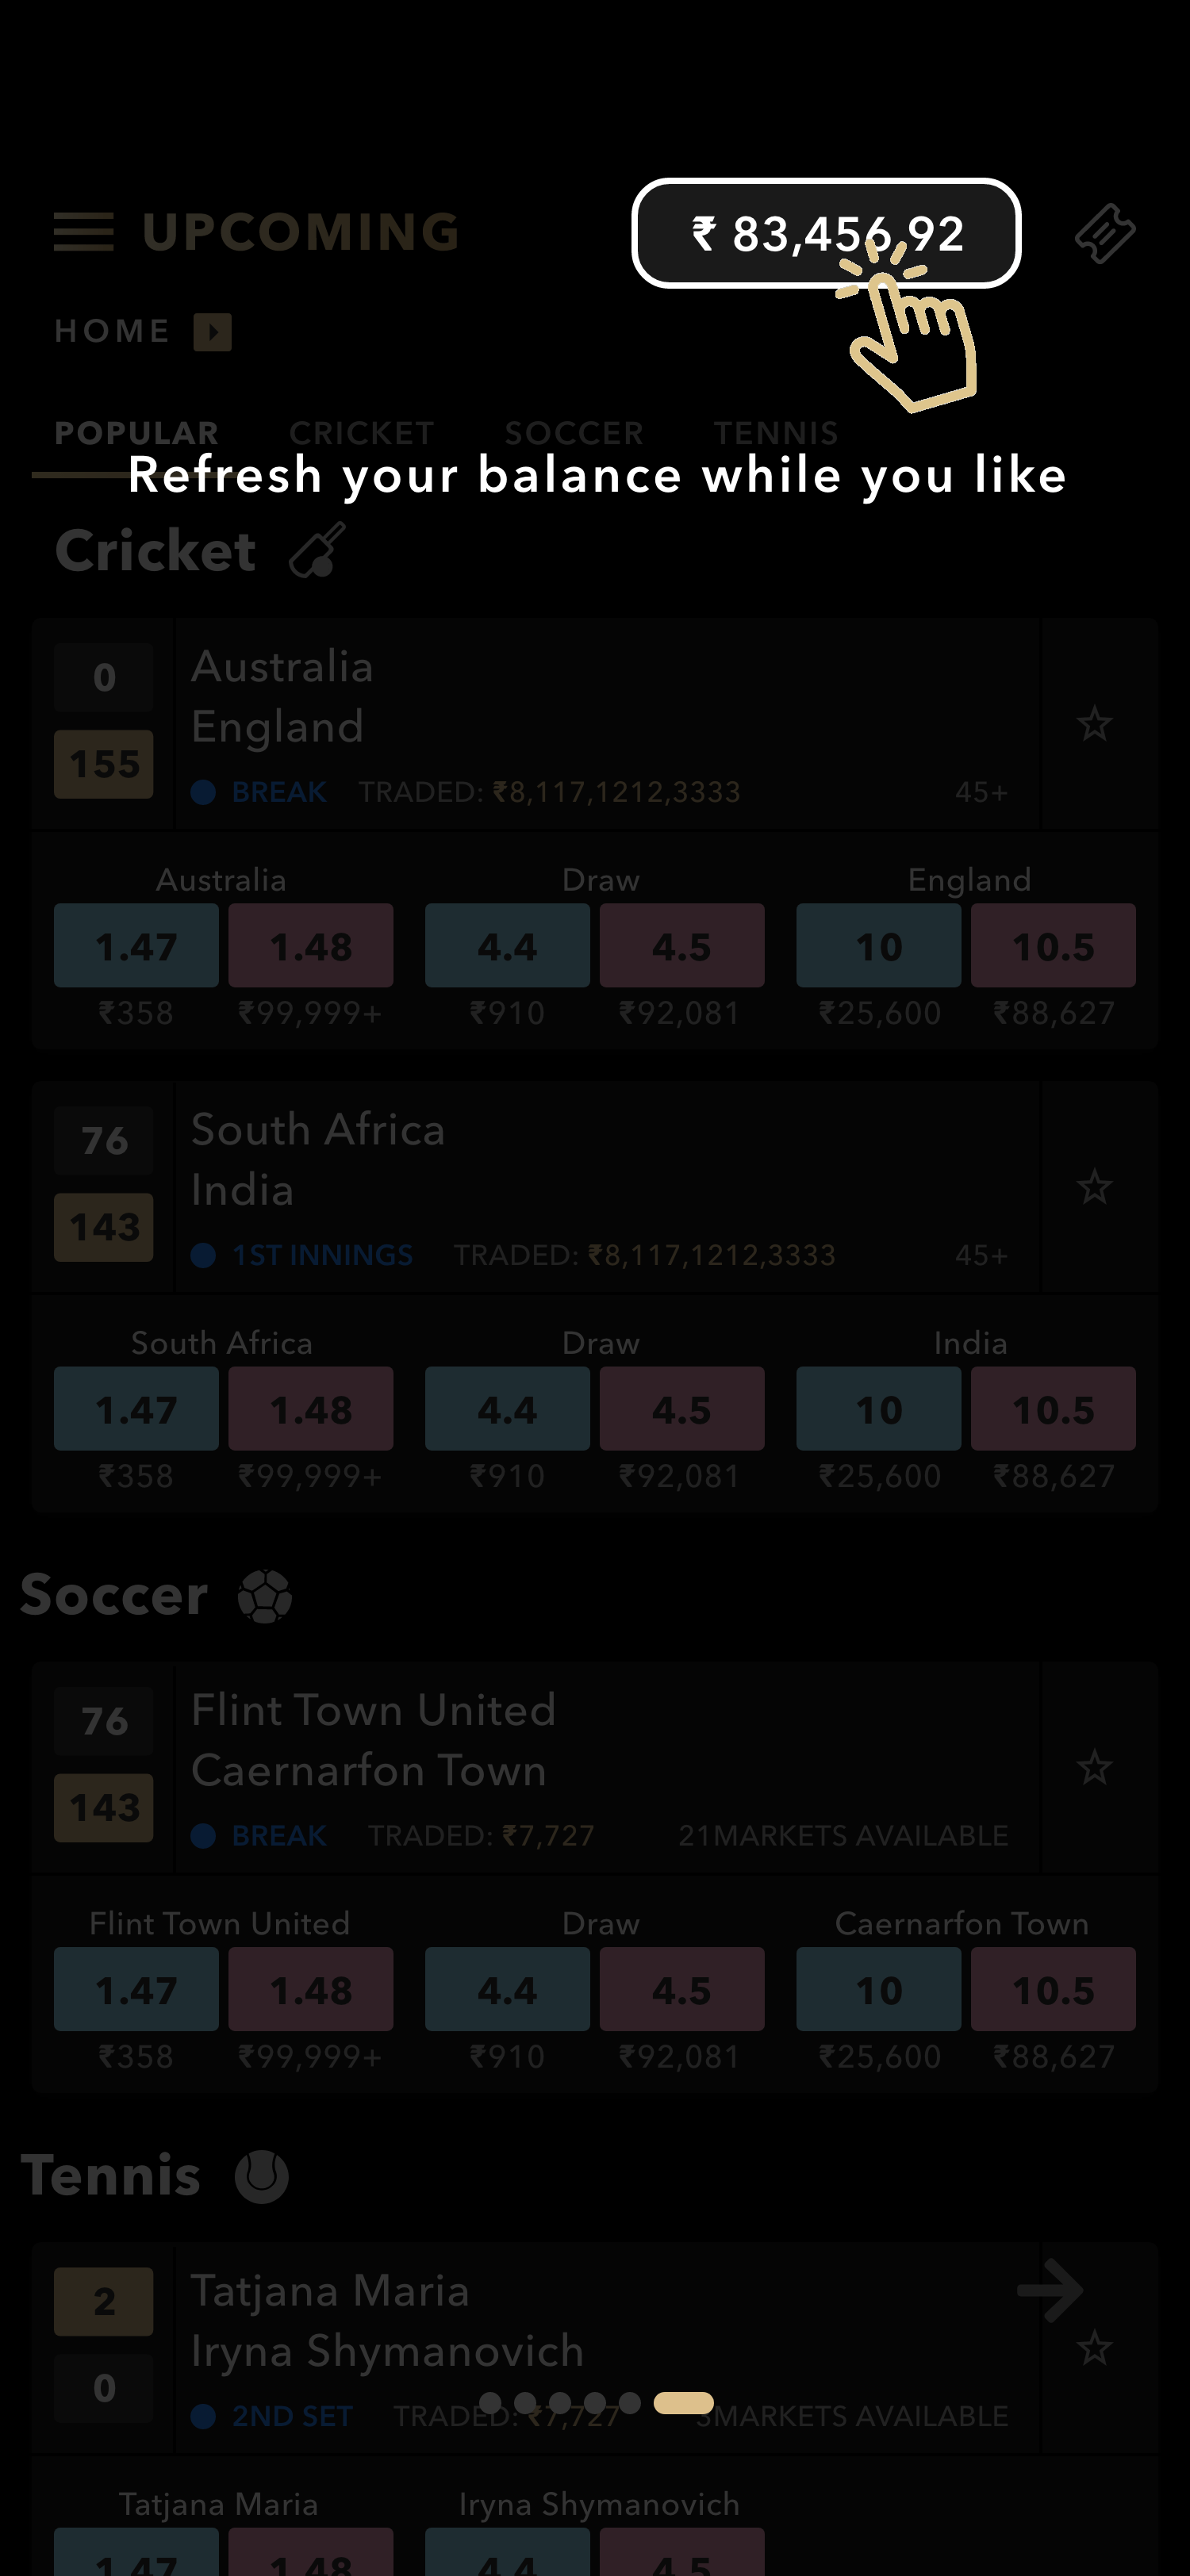 UPCOMING
₹ 83,456.92
HOME
POPULAR CRICKET SOCCER TENNIS
Refresh your balance while you like
Cricket
0 Australia
155 England
BREAK TRADED: ₹8,117,1212,3333 45+
Australia Draw England
1.47 1.48 4.4 4.5 10 10.5
₹358 ₹99,999+ ₹910 ₹92,081 ₹25,600 ₹88,627
76 South Africa
143 India
1ST INNINGS TRADED: ₹8,117,1212,3333 45+
South Africa Draw India
1.47 1.48 4.4 4.5 10 10.5
₹358 ₹99,999+ ₹910 ₹92,081 ₹25,600 ₹88,627
Soccer
76 Flint Town United
143 Caernarfon Town
BREAK TRADED: ₹7,727 21MARKETS AVAILABLE
Flint Town United Draw Caernarfon Town
1.47 1.48 4.4 4.5 10 10.5
₹358 ₹99,999+ ₹910 ₹92,081 ₹25,600 ₹88,627
Tennis
2 Tatjana Maria
0 Iryna Shymanovich
2ND SET TRADED: ₹7,727 MARKETS AVAILABLE
Tatjana Maria Iryna Shymanovich
1.47 1.48 4.4 4.5